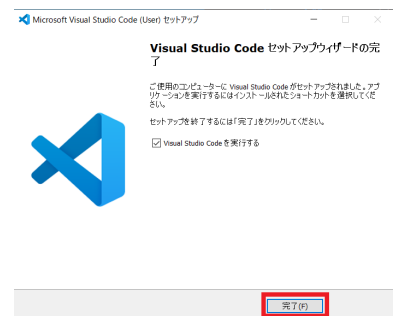 Microsoft Visual Studio Code (User) セットアップ
Visual Studio Code セットアップウィザードの完
了
ご使用のコンピューターに Visual Studio Code がセットアップされました。アプ
リケーションを実行するにはインストールされたショートカットを選択してくだ
さい。
セットアップを終了するには「完了」をクリックしてください。
Visual Studio Code を実行する
完了(F)